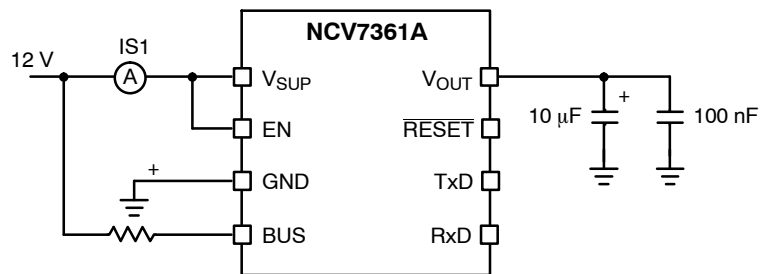 NCV7361A
IS1
12 V
A
V_SUP
V_OUT
+
10 μF
100 nF
EN
RESET
+
GND
TxD
BUS
RxD